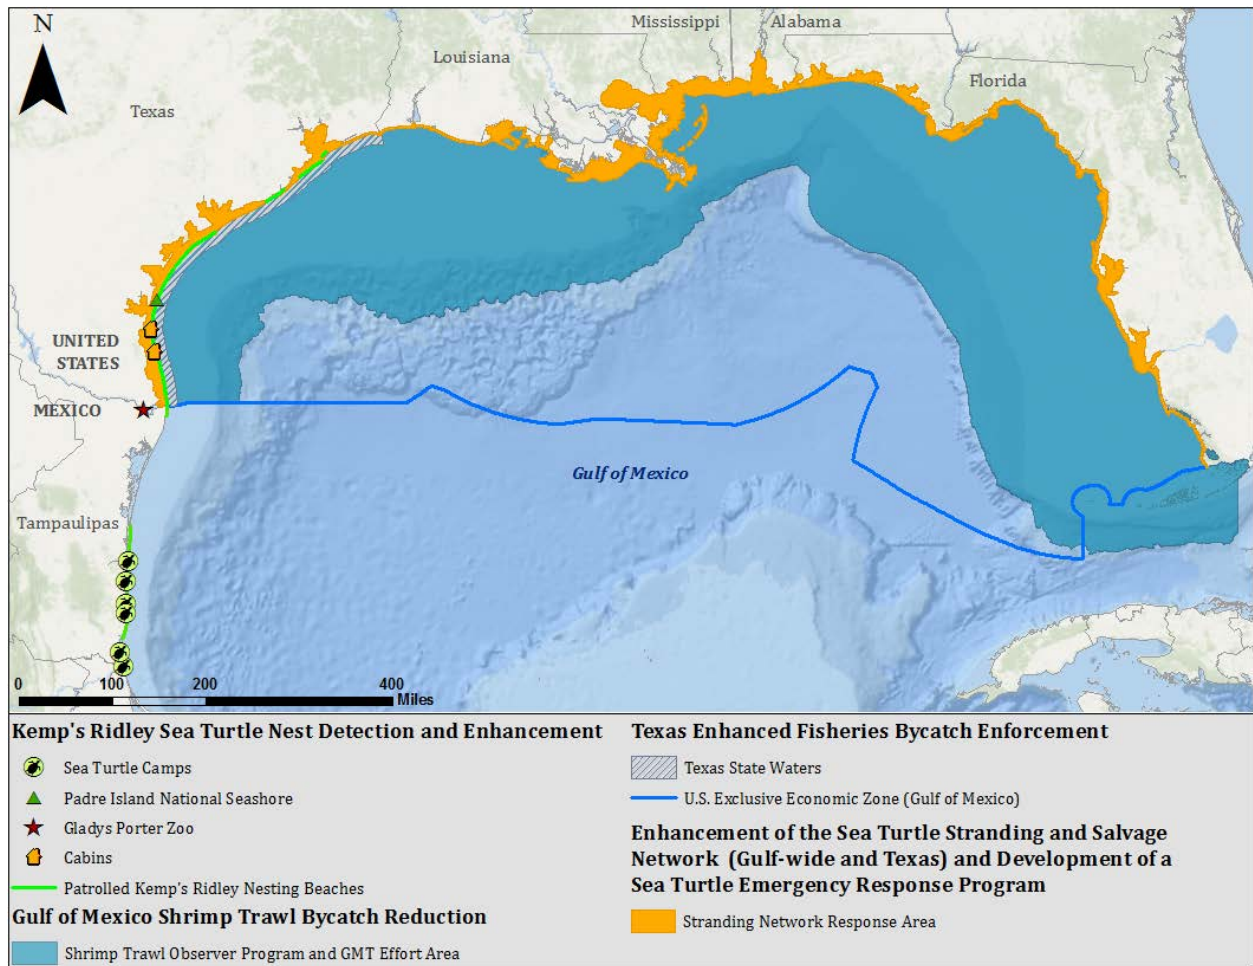 N
Mississippi
Alabama
Louisiana
Florida
Texas
UNITED
STATES
MEXICO
Gulf of Mexico
Tampaulipas
0 100 200 400
Miles
Kemp's Ridley Sea Turtle Nest Detection and Enhancement
Sea Turtle Camps
Padre Island National Seashore
Gladys Porter Zoo
Cabins
Patrolled Kemp's Ridley Nesting Beaches
Gulf of Mexico Shrimp Trawl Bycatch Reduction
Shrimp Trawl Observer Program and GMT Effort Area
Texas Enhanced Fisheries Bycatch Enforcement
Texas State Waters
U.S. Exclusive Economic Zone (Gulf of Mexico)
Enhancement of the Sea Turtle Stranding and Salvage
Network (Gulf-wide and Texas) and Development of a
Sea Turtle Emergency Response Program
Stranding Network Response Area